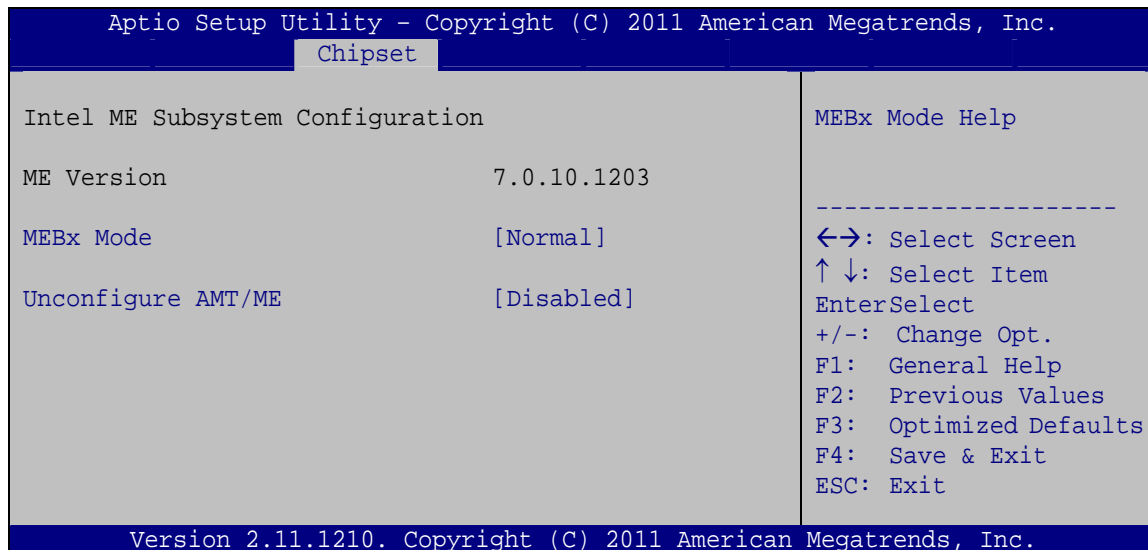 Aptio Setup Utility – Copyright (C) 2011 American Megatrends, Inc.
Chipset
Intel ME Subsystem Configuration
ME Version 7.0.10.1203
MEBx Mode [Normal]
Unconfigure AMT/ME [Disabled]
MEBx Mode Help
---------------------
←→: Select Screen
↑ ↓: Select Item
EnterSelect
+/-: Change Opt.
F1: General Help
F2: Previous Values
F3: Optimized Defaults
F4: Save & Exit
ESC: Exit
Version 2.11.1210. Copyright (C) 2011 American Megatrends, Inc.